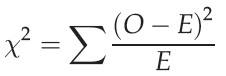 χ² = ∑ (O − E)² / E